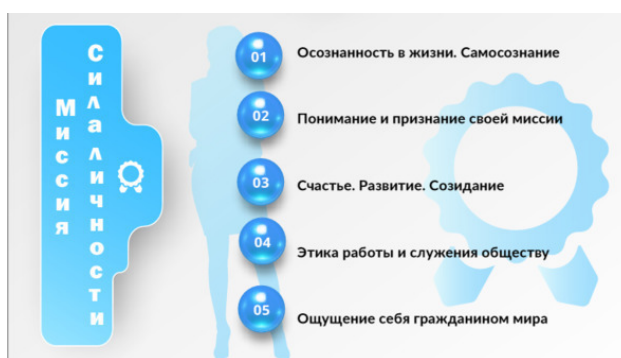 Миссия
Сила личности
01
Осознанность в жизни. Самосознание
02
Понимание и признание своей миссии
03
Счастье. Развитие. Созидание
04
Этика работы и служения обществу
05
Ощущение себя гражданином мира